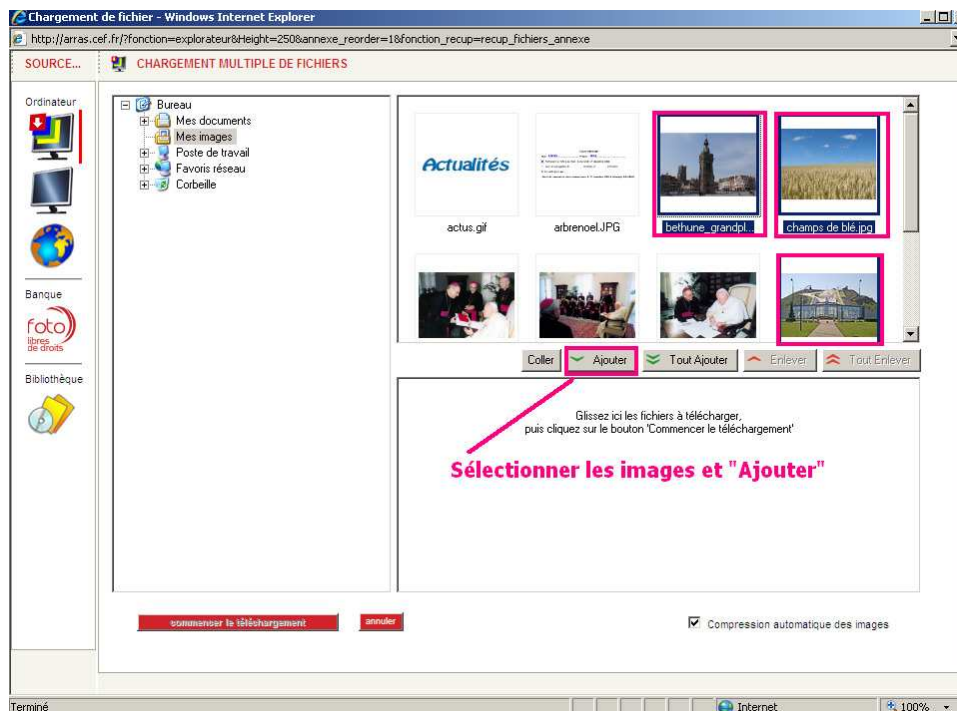 Chargement de fichier - Windows Internet Explorer
http://arras.cef.fr/?fonction=explorateur&Height=250&annexe_reorder=1&fonction_recup=recup_fichiers_annexe
SOURCE...
CHARGEMENT MULTIPLE DE FICHIERS
Ordinateur
Banque
foto
libres
de droits
Bibliothèque
Bureau
Mes documents
Mes images
Poste de travail
Favoris réseau
Corbeille
Actualités
actus.gif
arbrenoel.JPG
bethune_grandpl...
champs de blé.jpg
Coller
Ajouter
Tout Ajouter
Enlever
Tout Enlever
Glissez ici les fichiers à télécharger,
puis cliquez sur le bouton 'Commencer le téléchargement'
Sélectionner les images et "Ajouter"
commencer le téléchargement
annuler
Compression automatique des images
Terminé
Internet
100%